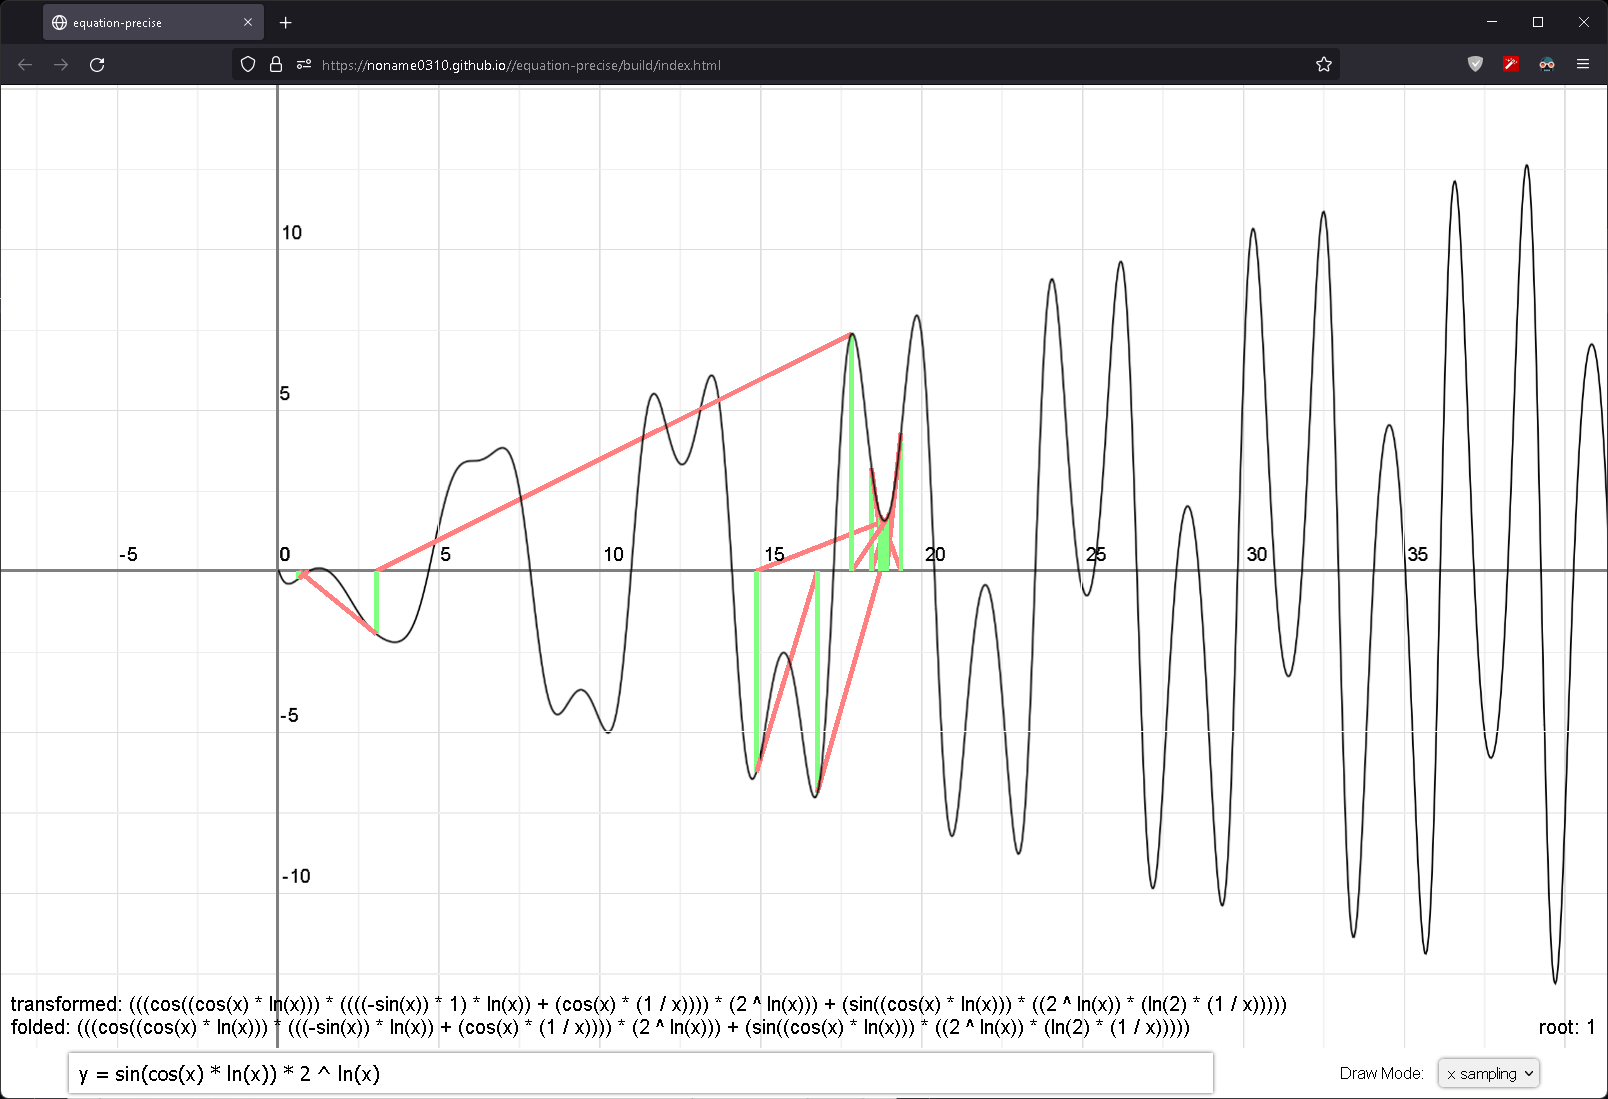 equation-precise
https://noname0310.github.io//equation-precise/build/index.html
10
5
-5
0
5
10
15
20
25
30
35
-5
-10
transformed: (((cos((cos(x) * ln(x))) * ((((-sin(x)) * 1) * ln(x)) + (cos(x) * (1 / x)))) * (2 ^ ln(x))) + (sin((cos(x) * ln(x))) * ((2 ^ ln(x)) * (ln(2) * (1 / x)))))
folded: (((cos((cos(x) * ln(x))) * (((-sin(x)) * ln(x)) + (cos(x) * (1 / x)))) * (2 ^ ln(x))) + (sin((cos(x) * ln(x))) * ((2 ^ ln(x)) * (ln(2) * (1 / x)))))
root: 1
y = sin(cos(x) * ln(x)) * 2 ^ ln(x)
Draw Mode:
x sampling